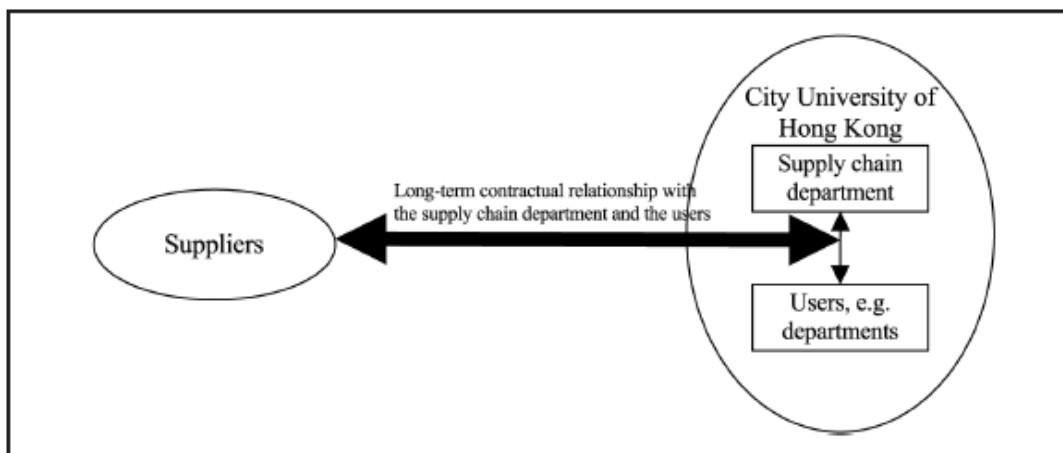 City University of
Hong Kong
Supply chain
department
Long-term contractual relationship with
the supply chain department and the users
Suppliers
Users, e.g.
departments